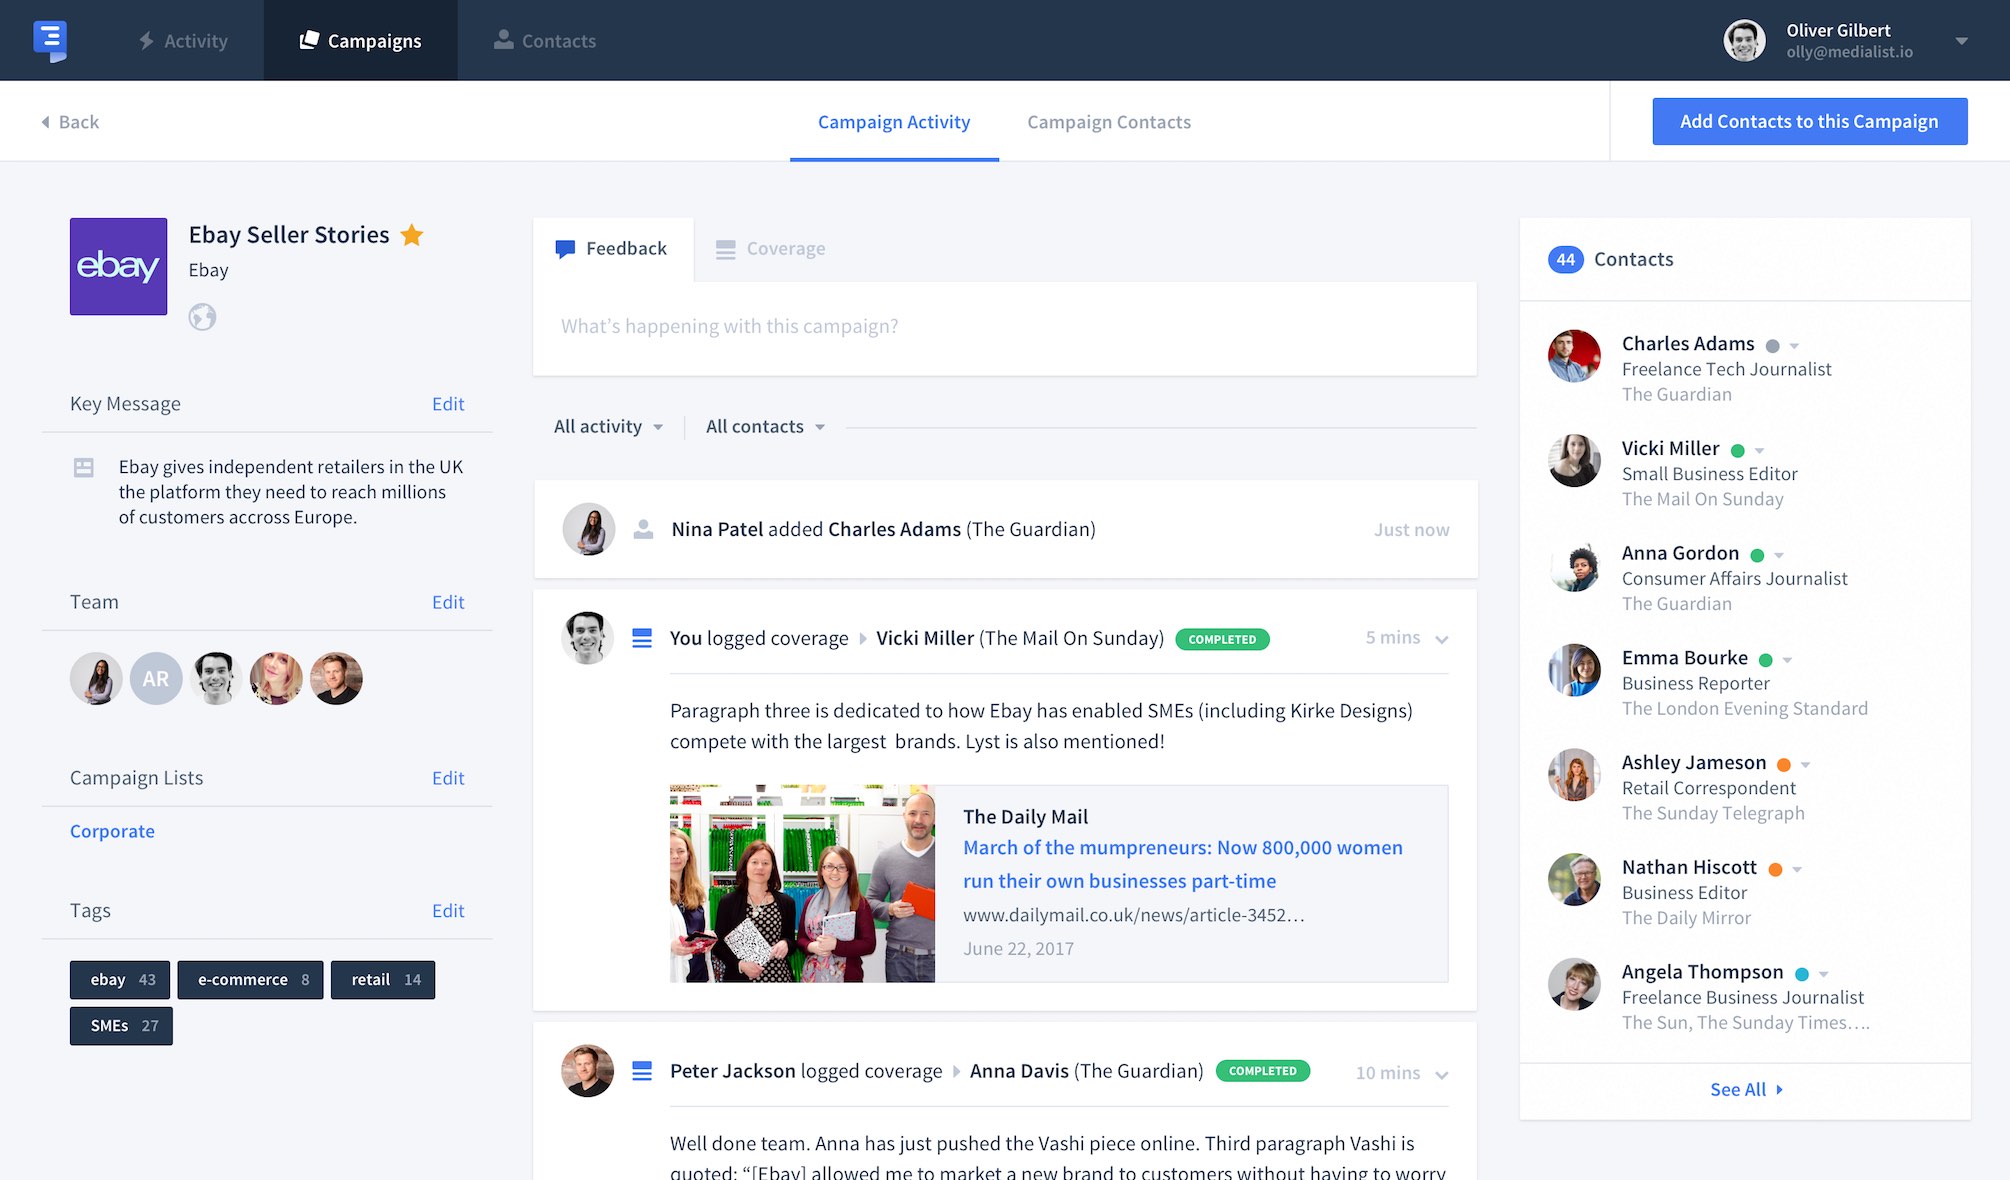 Activity
Campaigns
Contacts
Oliver Gilbert
olly@medialist.io
Back
Campaign Activity
Campaign Contacts
Add Contacts to this Campaign
ebay
Ebay Seller Stories
Ebay
Key Message
Edit
Ebay gives independent retailers in the UK
the platform they need to reach millions
of customers accross Europe.
Team
Edit
AR
Campaign Lists
Edit
Corporate
Tags
Edit
ebay 43
e-commerce 8
retail 14
SMEs 27
Feedback
Coverage
What’s happening with this campaign?
All activity
All contacts
Nina Patel added Charles Adams (The Guardian)
Just now
You logged coverage Vicki Miller (The Mail On Sunday) COMPLETED
5 mins
Paragraph three is dedicated to how Ebay has enabled SMEs (including Kirke Designs)
compete with the largest brands. Lyst is also mentioned!
The Daily Mail
March of the mumpreneurs: Now 800,000 women
run their own businesses part-time
www.dailymail.co.uk/news/article-3452…
June 22, 2017
Peter Jackson logged coverage Anna Davis (The Guardian) COMPLETED
10 mins
Well done team. Anna has just pushed the Vashi piece online. Third paragraph Vashi is
quoted: “[Ebay] allowed me to market a new brand to customers without having to worry
44 Contacts
Charles Adams
Freelance Tech Journalist
The Guardian
Vicki Miller
Small Business Editor
The Mail On Sunday
Anna Gordon
Consumer Affairs Journalist
The Guardian
Emma Bourke
Business Reporter
The London Evening Standard
Ashley Jameson
Retail Correspondent
The Sunday Telegraph
Nathan Hiscott
Business Editor
The Daily Mirror
Angela Thompson
Freelance Business Journalist
The Sun, The Sunday Times….
See All